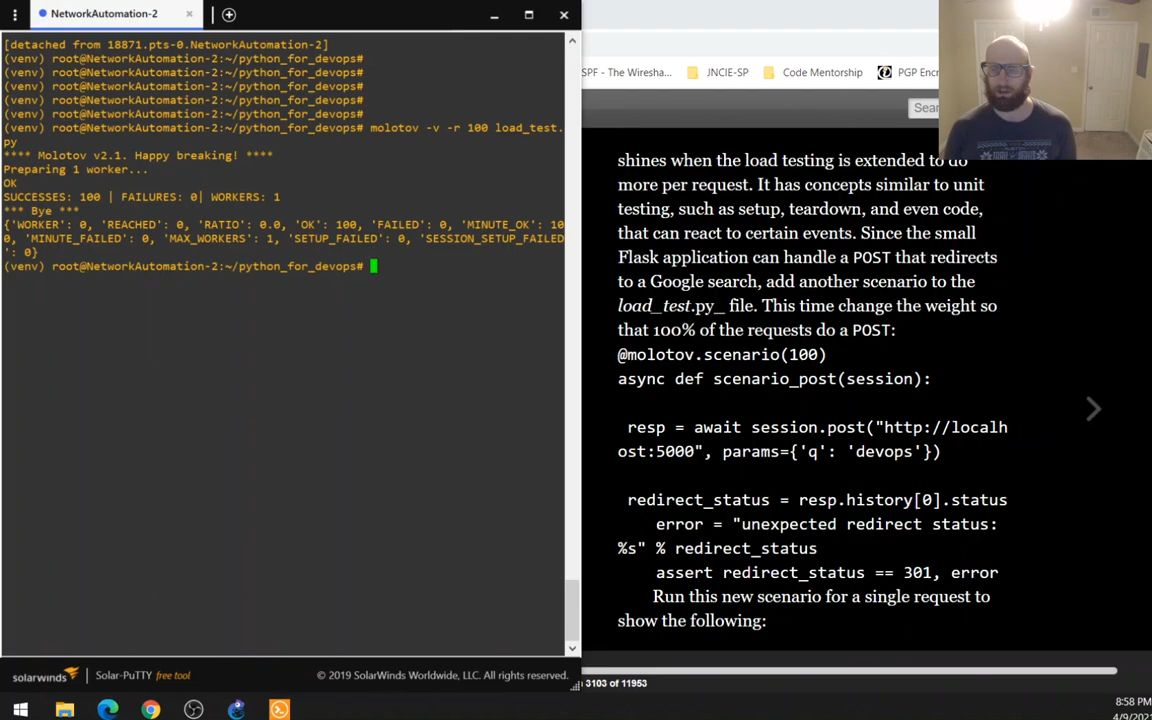 NetworkAutomation-2
[detached from 18871.pts-0.NetworkAutomation-2]
(venv) root@NetworkAutomation-2:~/python_for_devops#
(venv) root@NetworkAutomation-2:~/python_for_devops#
(venv) root@NetworkAutomation-2:~/python_for_devops#
(venv) root@NetworkAutomation-2:~/python_for_devops#
(venv) root@NetworkAutomation-2:~/python_for_devops#
(venv) root@NetworkAutomation-2:~/python_for_devops# molotov -v -r 100 load_test.
py
**** Molotov v2.1. Happy breaking! ****
Preparing 1 worker...
OK
SUCCESSES: 100 | FAILURES: 0| WORKERS: 1
*** Bye ***
{'WORKER': 0, 'REACHED': 0, 'RATIO': 0.0, 'OK': 100, 'FAILED': 0, 'MINUTE_OK': 10
0, 'MINUTE_FAILED': 0, 'MAX_WORKERS': 1, 'SETUP_FAILED': 0, 'SESSION_SETUP_FAILED
': 0}
(venv) root@NetworkAutomation-2:~/python_for_devops#
solarwinds Solar-PuTTY free tool © 2019 SolarWinds Worldwide, LLC. All rights reserved.
SPF - The Wiresha... JNCIE-SP Code Mentorship PGP Encr
Sear
shines when the load testing is extended to do
more per request. It has concepts similar to unit
testing, such as setup, teardown, and even code,
that can react to certain events. Since the small
Flask application can handle a POST that redirects
to a Google search, add another scenario to the
load_test.py_ file. This time change the weight so
that 100% of the requests do a POST:
@molotov.scenario(100)
async def scenario_post(session):
resp = await session.post("http://localh
ost:5000", params={'q': 'devops'})
redirect_status = resp.history[0].status
error = "unexpected redirect status:
%s" % redirect_status
assert redirect_status == 301, error
Run this new scenario for a single request to
show the following:
3103 of 11953
8:58 PM
4/9/2021